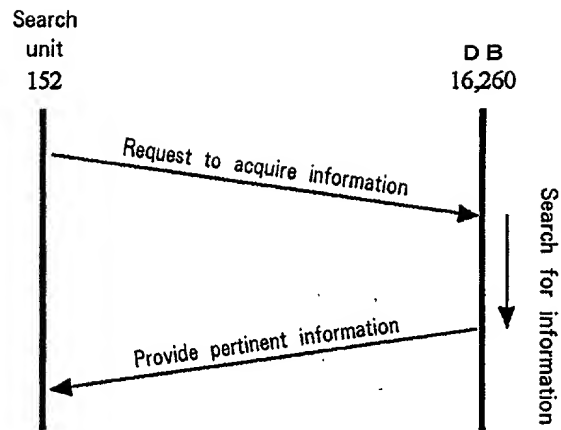 Search
unit
152
D B
16,260
Request to acquire information
Search for information
Provide pertinent information